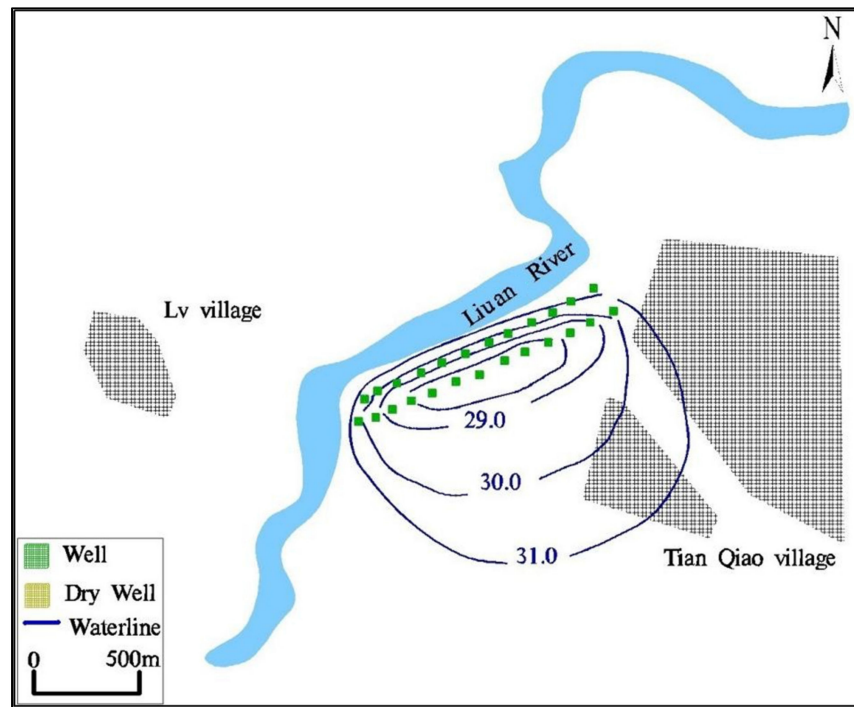 N
Liuan River
Lv village
29.0
30.0
31.0
Tian Qiao village
Well
Dry Well
Waterline
0 500m